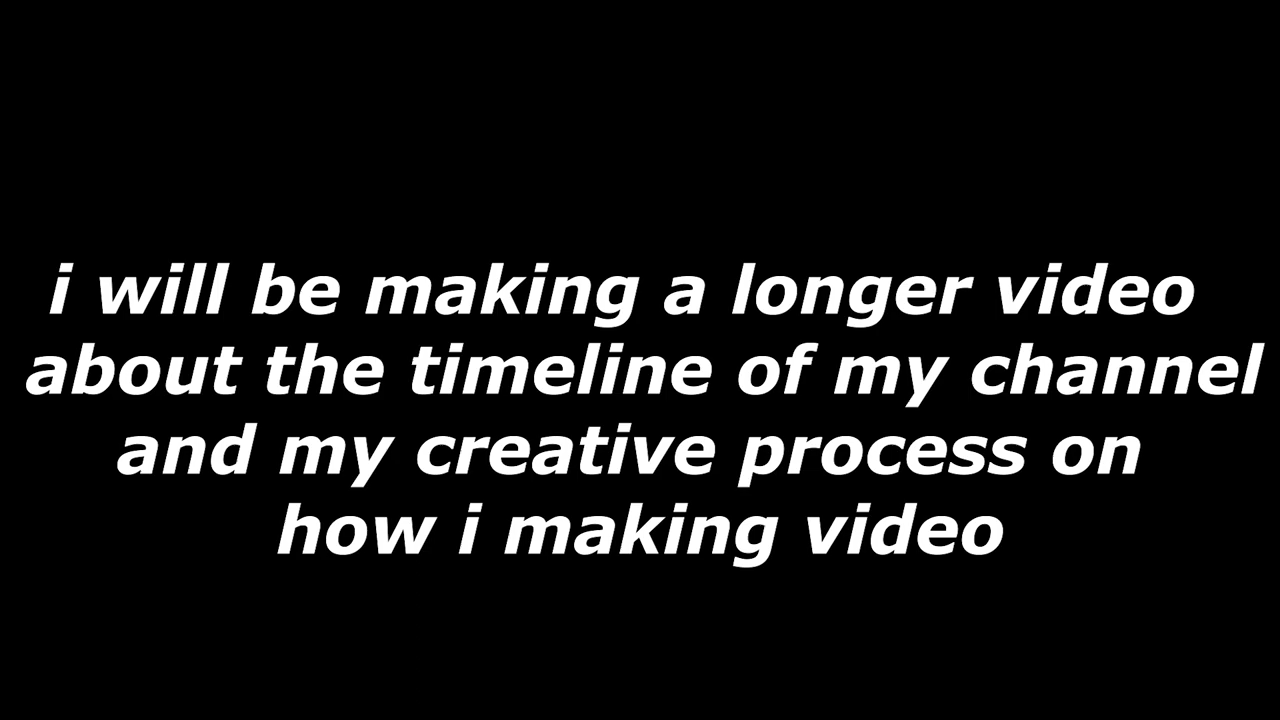 i will be making a longer video
about the timeline of my channel
and my creative process on
how i making video